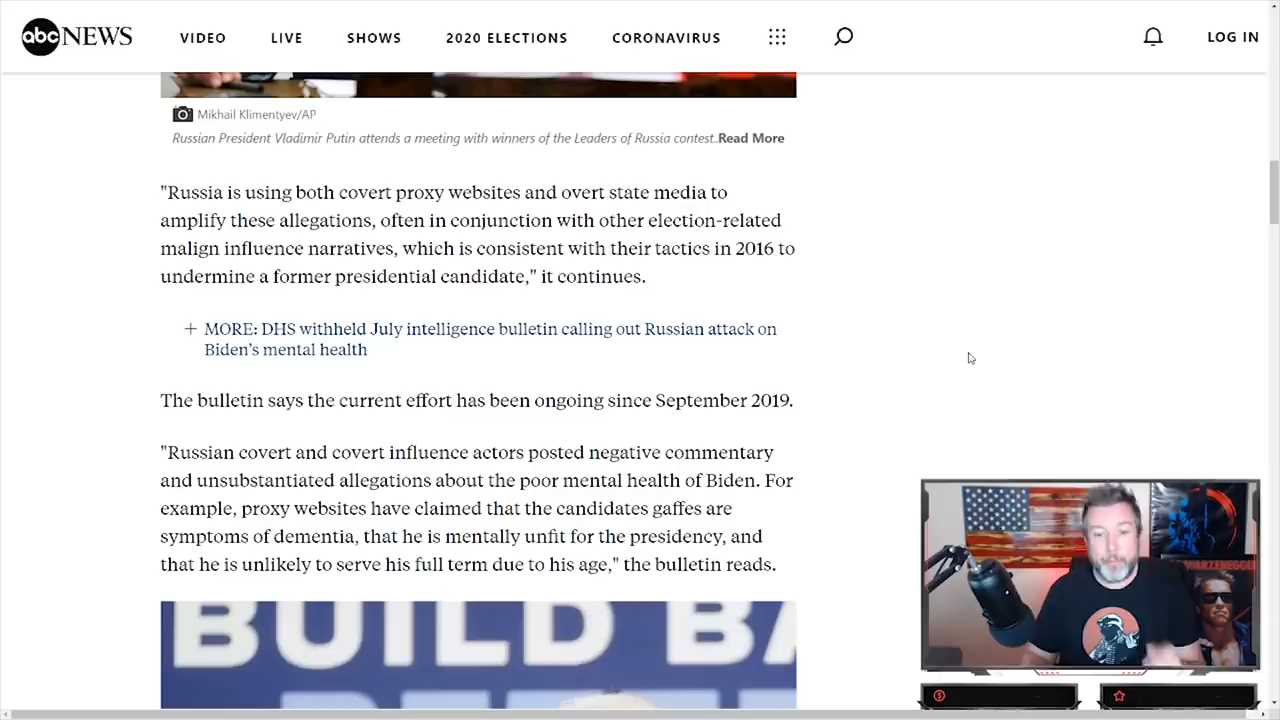 abc NEWS VIDEO LIVE SHOWS 2020 ELECTIONS CORONAVIRUS LOG IN
Mikhail Klimentyev/AP
Russian President Vladimir Putin attends a meeting with winners of the Leaders of Russia contest..Read More
"Russia is using both covert proxy websites and overt state media to
amplify these allegations, often in conjunction with other election-related
malign influence narratives, which is consistent with their tactics in 2016 to
undermine a former presidential candidate," it continues.
+ MORE: DHS withheld July intelligence bulletin calling out Russian attack on
Biden's mental health
The bulletin says the current effort has been ongoing since September 2019.
"Russian covert and covert influence actors posted negative commentary
and unsubstantiated allegations about the poor mental health of Biden. For
example, proxy websites have claimed that the candidates gaffes are
symptoms of dementia, that he is mentally unfit for the presidency, and
that he is unlikely to serve his full term due to his age," the bulletin reads.
BUILD BA